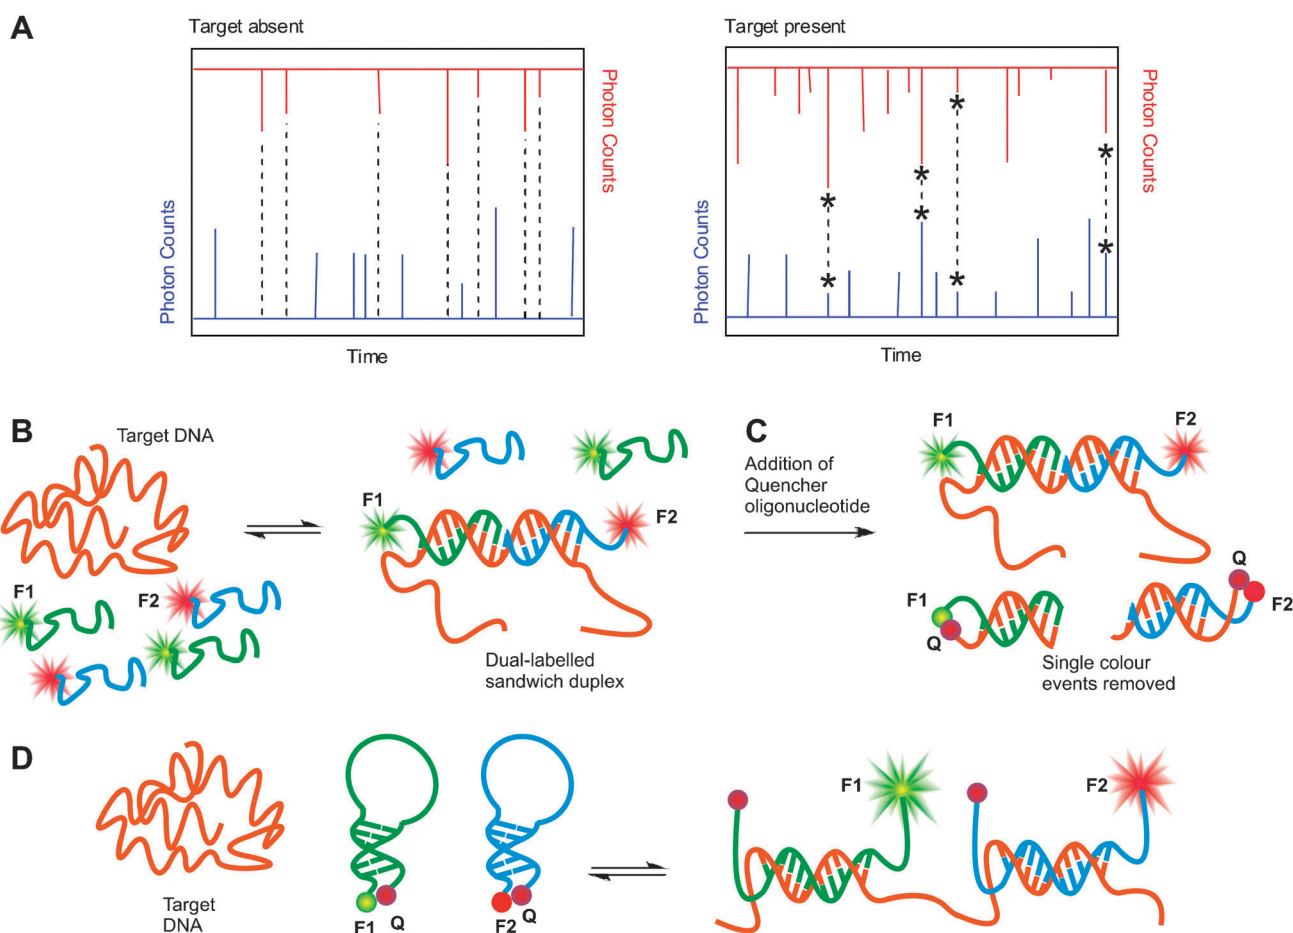 A
Target absent
Photon Counts
Photon Counts
Time
Target present
Photon Counts
Photon Counts
*
*
*
*
*
*
*
*
Time
B
Target DNA
F1
F2
F1
F2
Dual-labelled
sandwich duplex
C
Addition of
Quencher
oligonucleotide
F1
F2
F1
Q
Q
F2
Single colour
events removed
D
Target
DNA
F1
Q
F2
Q
F1
F2